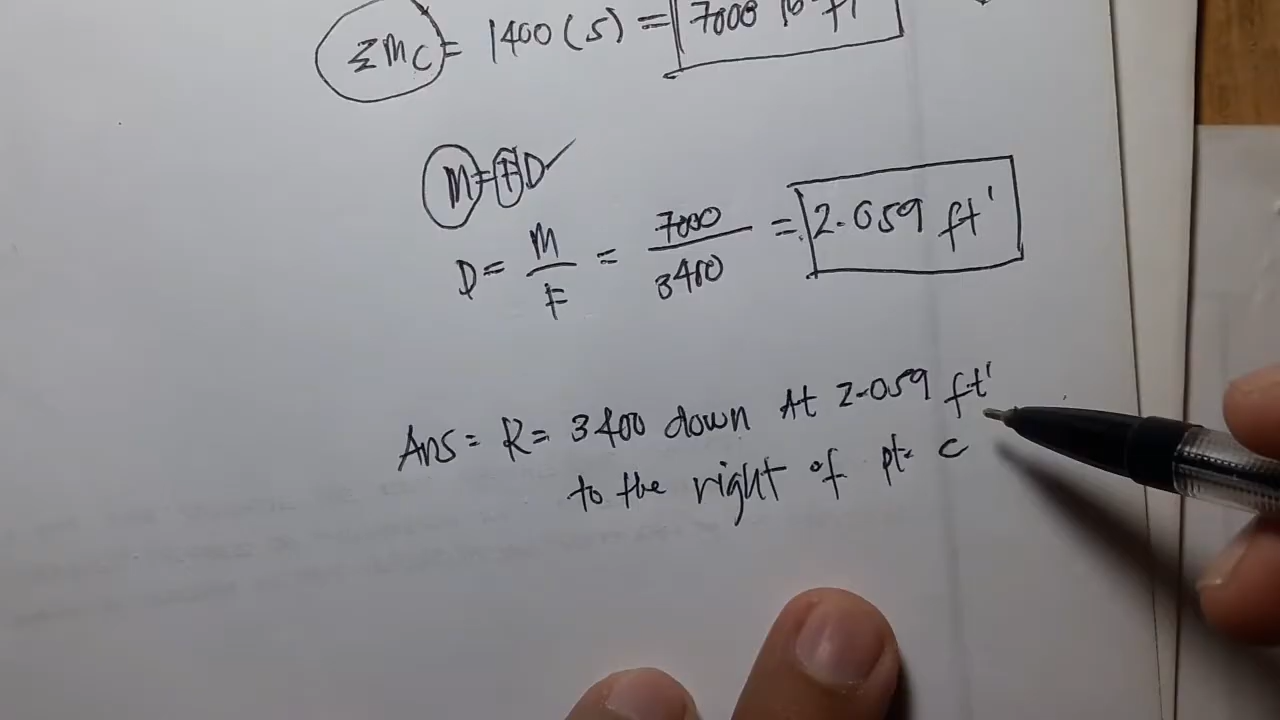 ΣMC = 1400 (5) = 7000 lb ft
M = FD ✓
D = M/F = 7000/3400 = 2.059 ft'
Ans = R = 3400 down At 2.059 ft'
to the right of pt. C